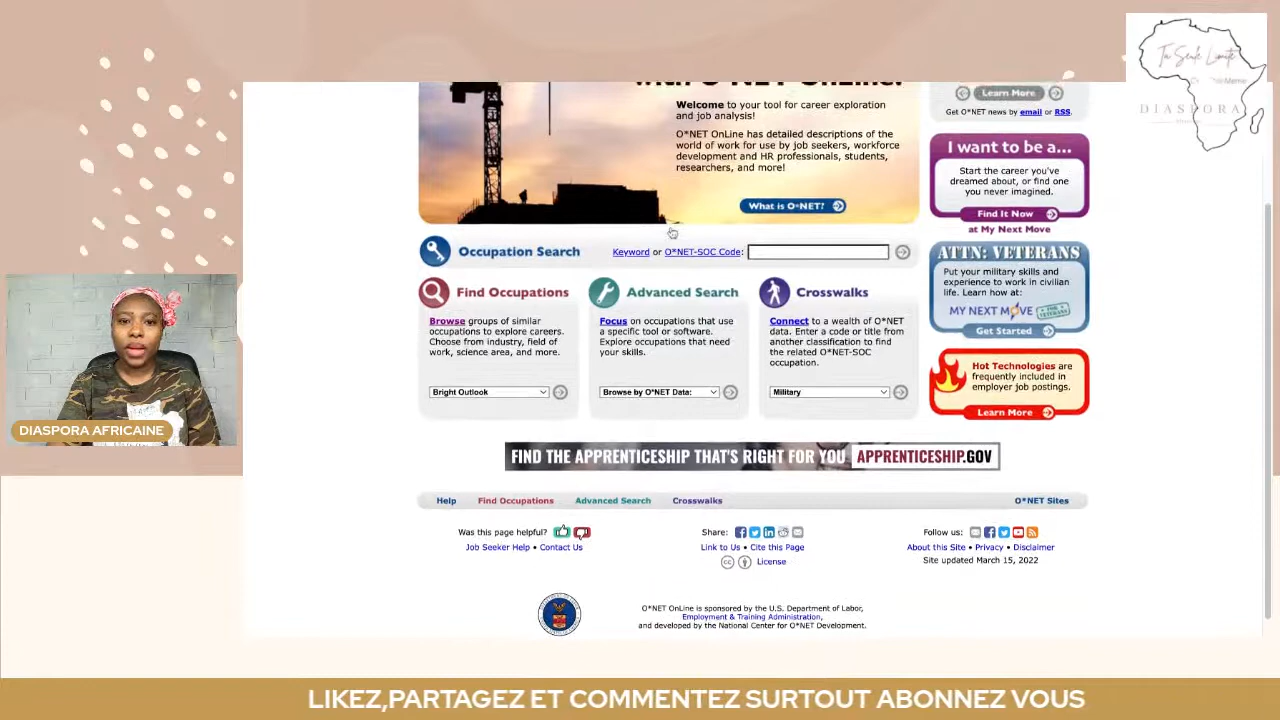 with O*NET OnLine!
Welcome to your tool for career exploration
and job analysis!
O*NET OnLine has detailed descriptions of the
world of work for use by job seekers, workforce
development and HR professionals, students,
researchers, and more!
What is O*NET?
Learn More
Get O*NET news by email or RSS.
I want to be a...
Start the career you've
dreamed about, or find one
you never imagined.
Find It Now
at My Next Move
Ta Seule Limite
DIASPORA
Occupation Search
Keyword or O*NET-SOC Code:
Find Occupations
Browse groups of similar
occupations to explore careers.
Choose from industry, field of
work, science area, and more.
Bright Outlook
Advanced Search
Focus on occupations that use
a specific tool or software.
Explore occupations that need
your skills.
Browse by O*NET Data:
Crosswalks
Connect to a wealth of O*NET
data. Enter a code or title from
another classification to find
the related O*NET-SOC
occupation.
Military
ATTN: VETERANS
Put your military skills and
experience to work in civilian
life. Learn how at:
MY NEXT MOVE
FOR VETERANS
Get Started
Hot Technologies are
frequently included in
employer job postings.
Learn More
DIASPORA AFRICAINE
FIND THE APPRENTICESHIP THAT'S RIGHT FOR YOU APPRENTICESHIP.GOV
Help Find Occupations Advanced Search Crosswalks O*NET Sites
Was this page helpful?
Job Seeker Help • Contact Us
Share:
Link to Us • Cite this Page
License
Follow us:
About this Site • Privacy • Disclaimer
Site updated March 15, 2022
O*NET OnLine is sponsored by the U.S. Department of Labor,
Employment & Training Administration,
and developed by the National Center for O*NET Development.
LIKEZ,PARTAGEZ ET COMMENTEZ SURTOUT ABONNEZ VOUS